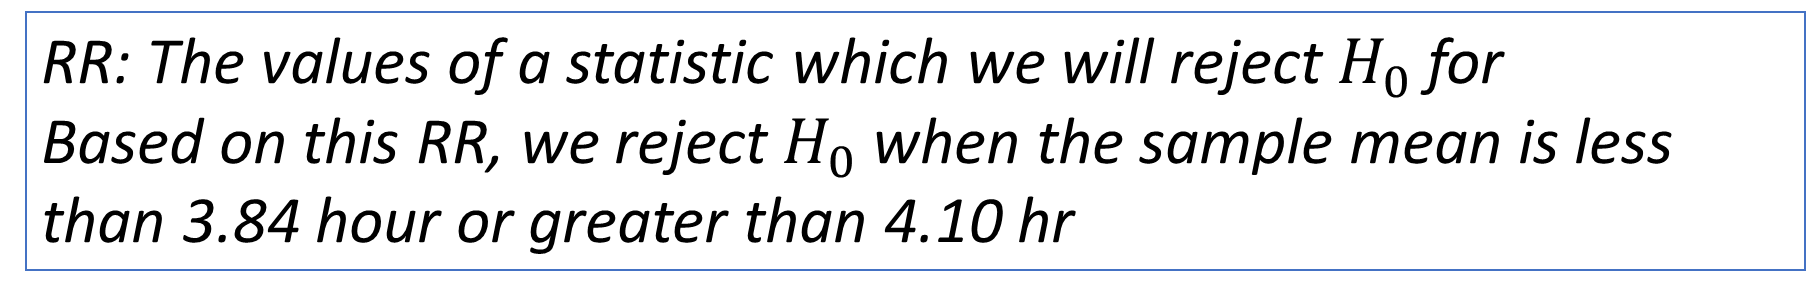 RR: The values of a statistic which we will reject H₀ for
Based on this RR, we reject H₀ when the sample mean is less
than 3.84 hour or greater than 4.10 hr